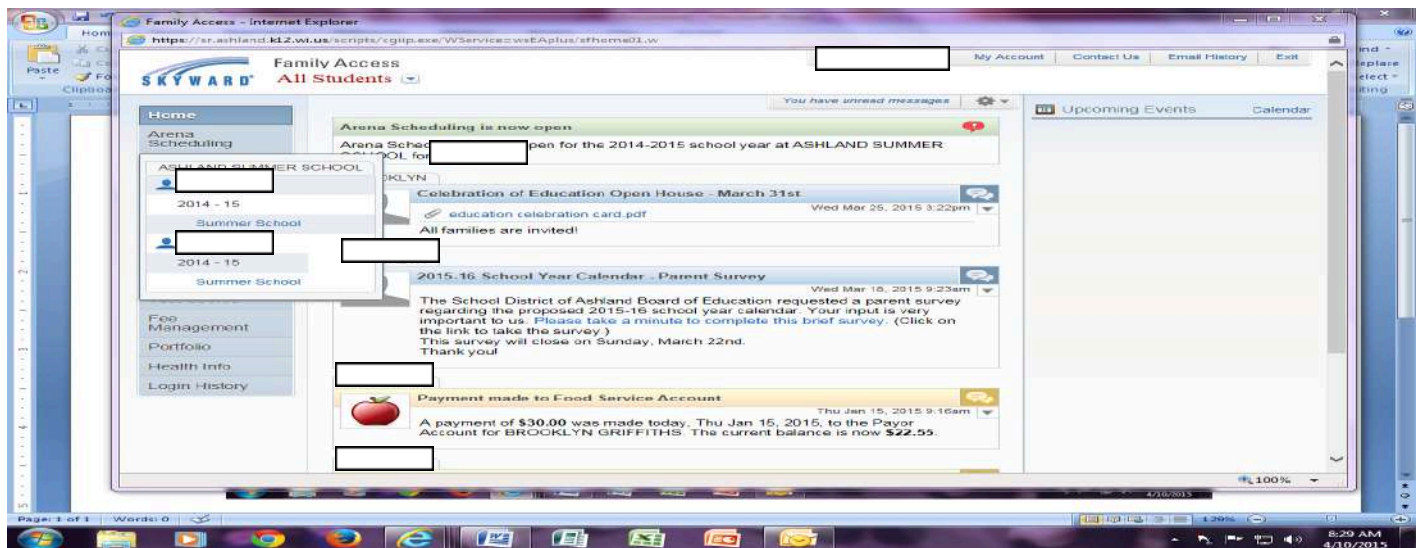 Family Access - Internet Explorer
https://sr.ashland.k12.wi.us/scripts/cgiip.exe/WService=wsEAplus/sfhome01.w
Hom
Paste
SKYWARD
Family Access
All Students
My Account
Contact Us
Email History
Exit
You have unread messages
Home
Arena
Scheduling
ASHLAND SUMMER SCHOOL
2014 - 15
Summer School
2014 - 15
Summer School
Fee
Management
Portfolio
Health Info
Login History
Arena Scheduling is now open
Arena Sched pen for the 2014-2015 school year at ASHLAND SUMMER
OOL for
KLYN
Celebration of Education Open House - March 31st
Wed Mar 25, 2015 3:22pm
education celebration card.pdf
All families are invited!
2015-16 School Year Calendar - Parent Survey
Wed Mar 18, 2015 9:23am
The School District of Ashland Board of Education requested a parent survey
regarding the proposed 2015-16 school year calendar. Your input is very
important to us. Please take a minute to complete this brief survey. (Click on
the link to take the survey.)
This survey will close on Sunday, March 22nd.
Thank you!
Payment made to Food Service Account
Thu Jan 15, 2015 9:16am
A payment of $30.00 was made today, Thu Jan 15, 2015, to the Payor
Account for BROOKLYN GRIFFITHS. The current balance is now $22.55.
Upcoming Events
Calendar
100%
4/10/2015
Page: 1 of 1
Words: 0
139%
8:29 AM
4/10/2015